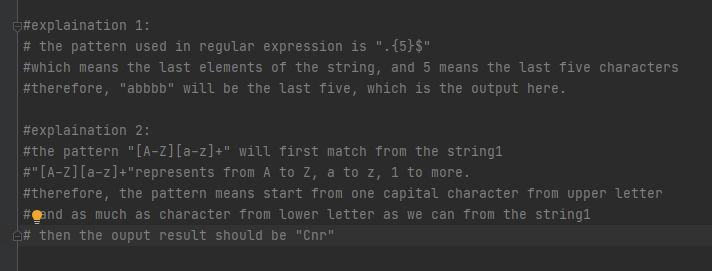 #explaination 1:
# the pattern used in regular expression is ".{5}$"
#which means the last elements of the string, and 5 means the last five characters
#therefore, "abbbb" will be the last five, which is the output here.
#explaination 2:
#the pattern "[A-Z][a-z]+" will first match from the string1
#"[A-Z][a-z]+"represents from A to Z, a to z, 1 to more.
#therefore, the pattern means start from one capital character from upper letter
# and as much as character from lower letter as we can from the string1
# then the ouput result should be "Cnr"